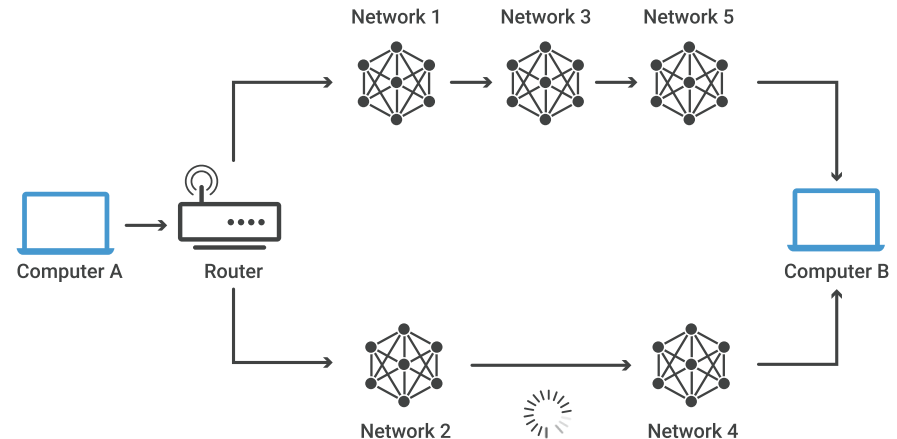 Network 1
Network 3
Network 5
Computer A
Router
Computer B
Network 2
Network 4